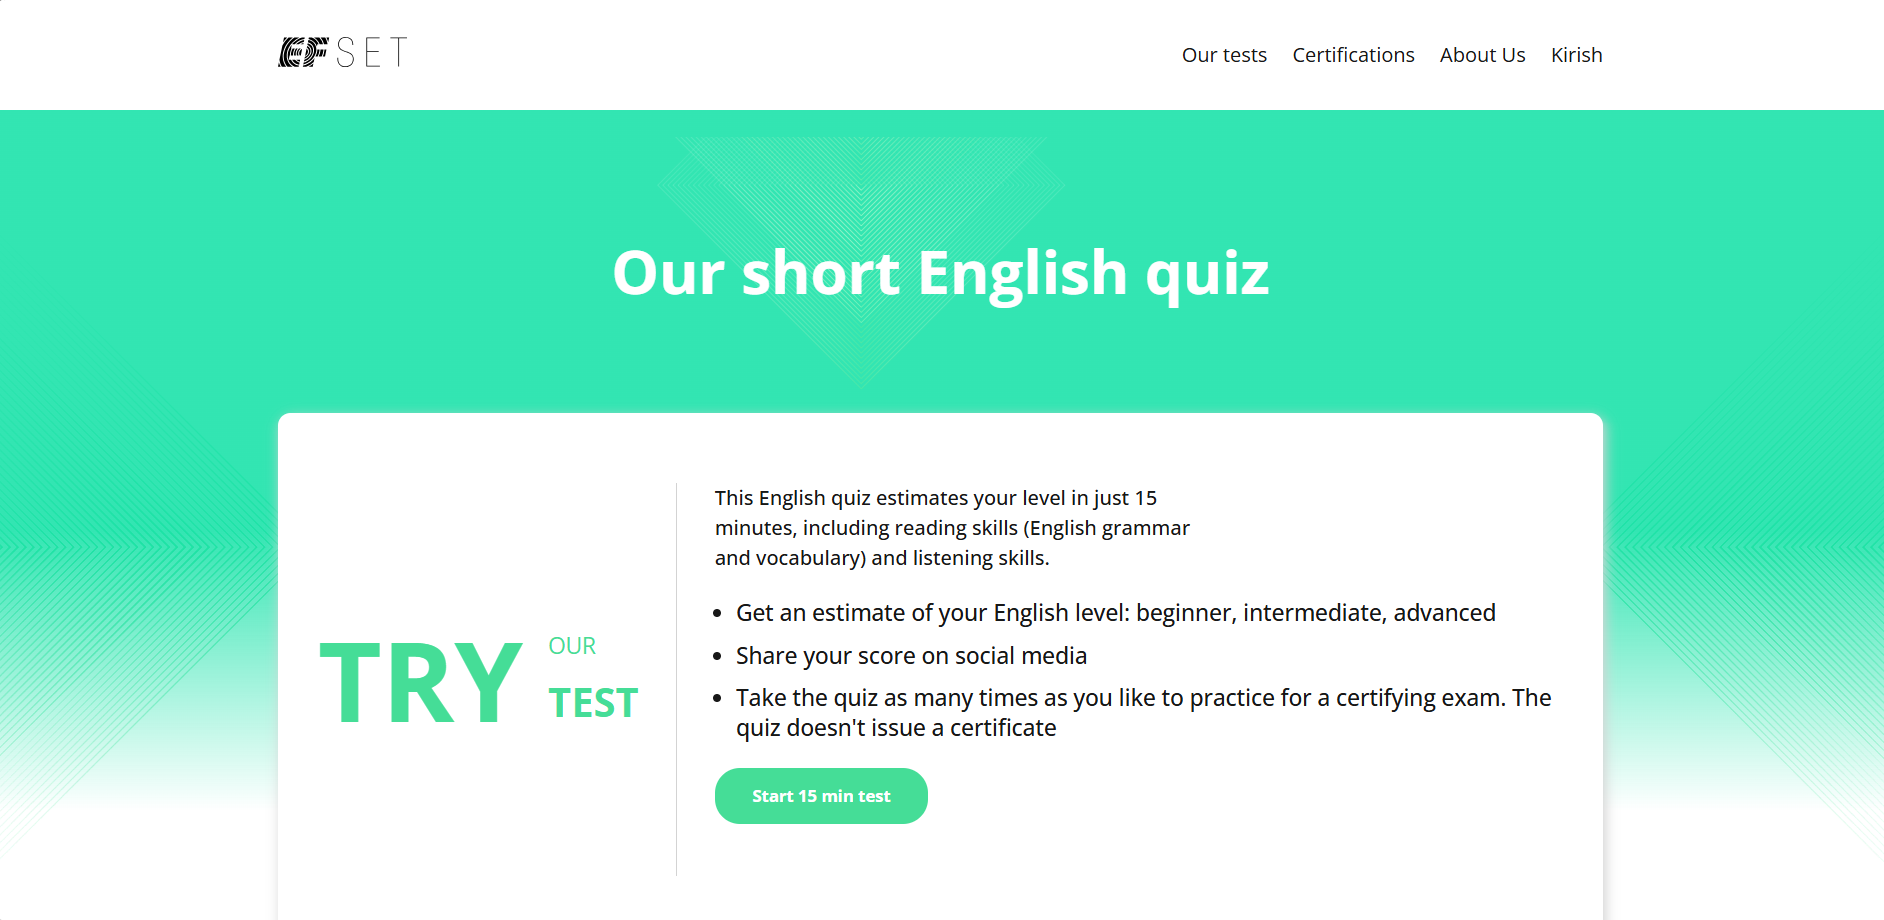 EF SET
Our tests
Certifications
About Us
Kirish
Our short English quiz
TRY
OUR
TEST
This English quiz estimates your level in just 15
minutes, including reading skills (English grammar
and vocabulary) and listening skills.
Get an estimate of your English level: beginner, intermediate, advanced
Share your score on social media
Take the quiz as many times as you like to practice for a certifying exam. The
quiz doesn't issue a certificate
Start 15 min test